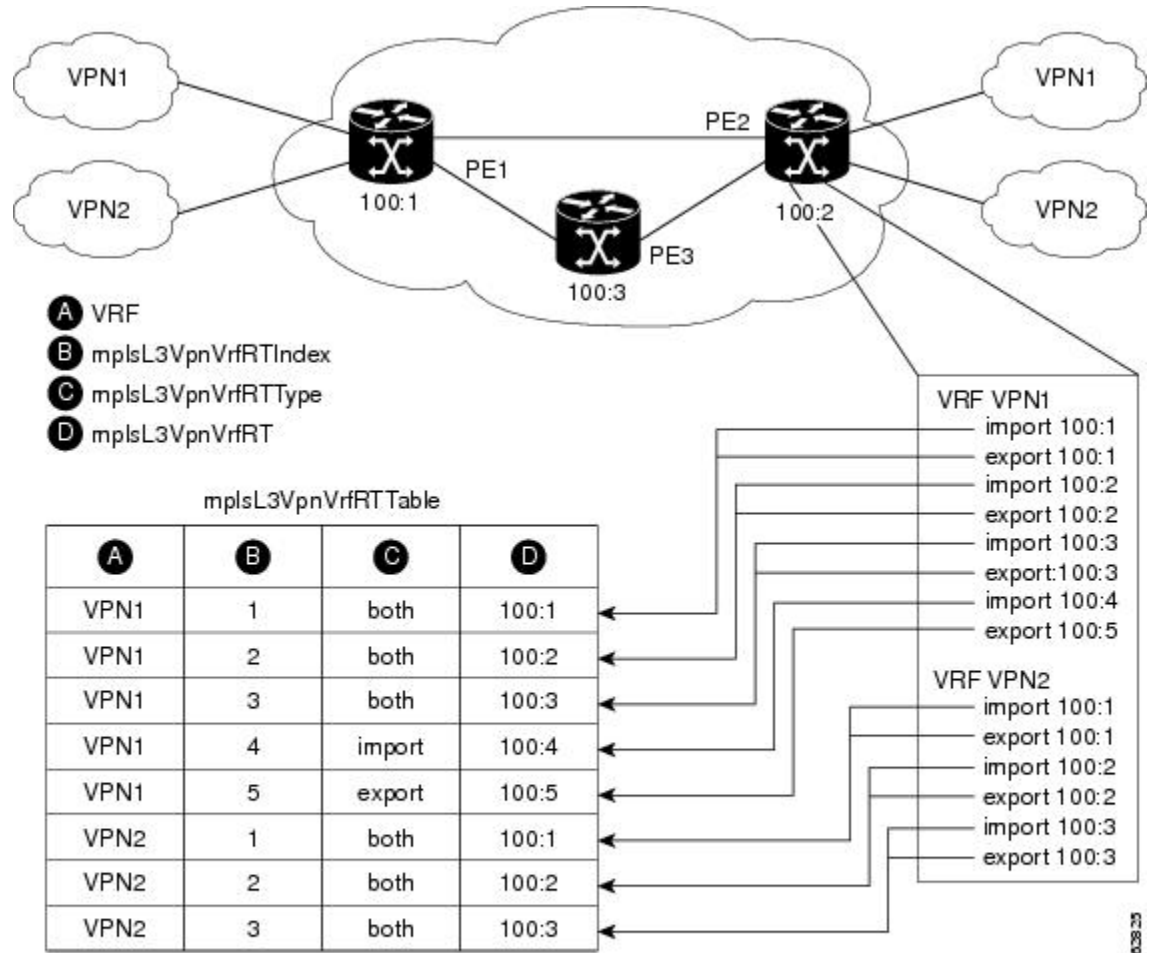 VPN1
VPN2
PE1
100:1
PE2
100:2
PE3
100:3
VPN1
VPN2
A VRF
B mplsL3VpnVrfRTIndex
C mplsL3VpnVrfRTType
D mplsL3VpnVrfRT
VRF VPN1
import 100:1
export 100:1
import 100:2
export 100:2
import 100:3
export:100:3
import 100:4
export 100:5
VRF VPN2
import 100:1
export 100:1
import 100:2
export 100:2
import 100:3
export 100:3
mplsL3VpnVrfRTTable
A B C D
VPN1 1 both 100:1
VPN1 2 both 100:2
VPN1 3 both 100:3
VPN1 4 import 100:4
VPN1 5 export 100:5
VPN2 1 both 100:1
VPN2 2 both 100:2
VPN2 3 both 100:3